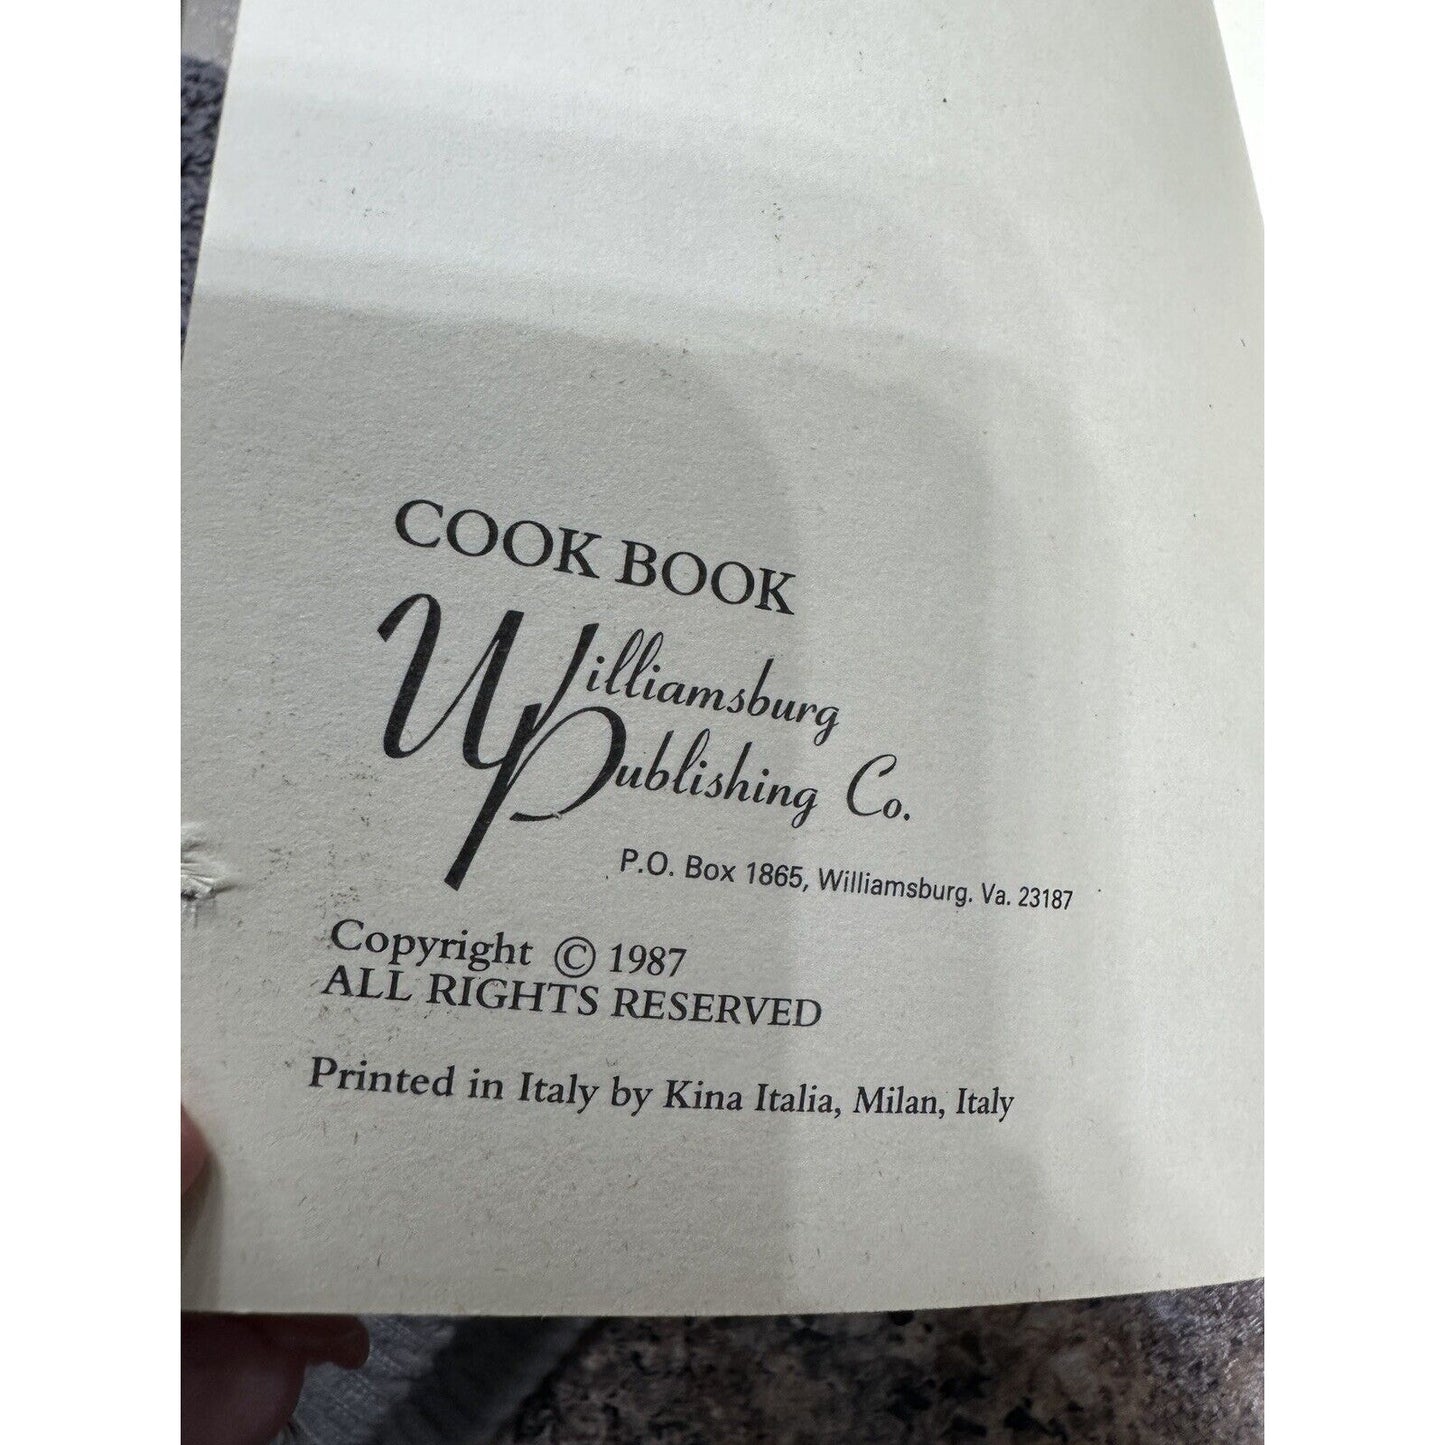 COOK BOOK
Williamsburg
Publishing Co.
P.O. Box 1865, Williamsburg. Va. 23187
Copyright © 1987
ALL RIGHTS RESERVED
Printed in Italy by Kina Italia, Milan, Italy